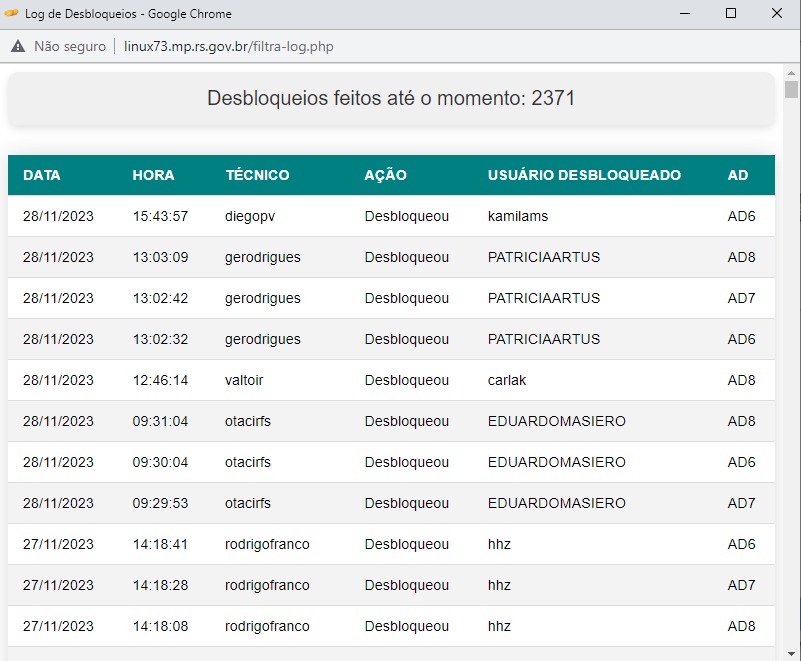 Log de Desbloqueios - Google Chrome
Não seguro | linux73.mp.rs.gov.br/filtra-log.php
Desbloqueios feitos até o momento: 2371
DATA HORA TÉCNICO AÇÃO USUÁRIO DESBLOQUEADO AD
28/11/2023 15:43:57 diegopv Desbloqueou kamilams AD6
28/11/2023 13:03:09 gerodrigues Desbloqueou PATRICIAARTUS AD8
28/11/2023 13:02:42 gerodrigues Desbloqueou PATRICIAARTUS AD7
28/11/2023 13:02:32 gerodrigues Desbloqueou PATRICIAARTUS AD6
28/11/2023 12:46:14 valtoir Desbloqueou carlak AD8
28/11/2023 09:31:04 otacirfs Desbloqueou EDUARDOMASIERO AD8
28/11/2023 09:30:04 otacirfs Desbloqueou EDUARDOMASIERO AD6
28/11/2023 09:29:53 otacirfs Desbloqueou EDUARDOMASIERO AD7
27/11/2023 14:18:41 rodrigofranco Desbloqueou hhz AD6
27/11/2023 14:18:28 rodrigofranco Desbloqueou hhz AD7
27/11/2023 14:18:08 rodrigofranco Desbloqueou hhz AD8